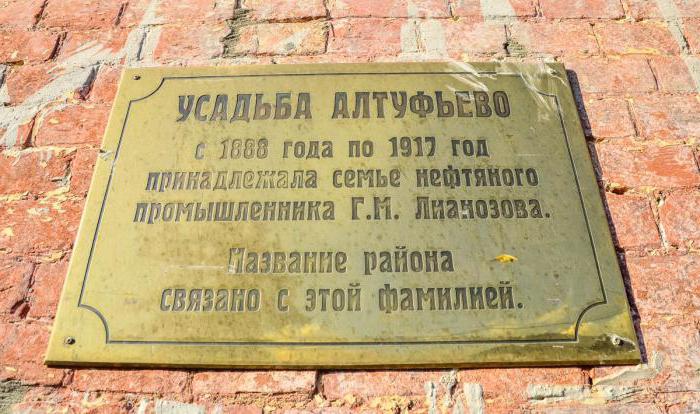 УСАДЬБА АЛТУФЬЕВО
с 1888 года по 1917 год
принадлежала семье нефтяного
промышленника Г.М. Лианозова.
Название района
связано с этой фамилией.